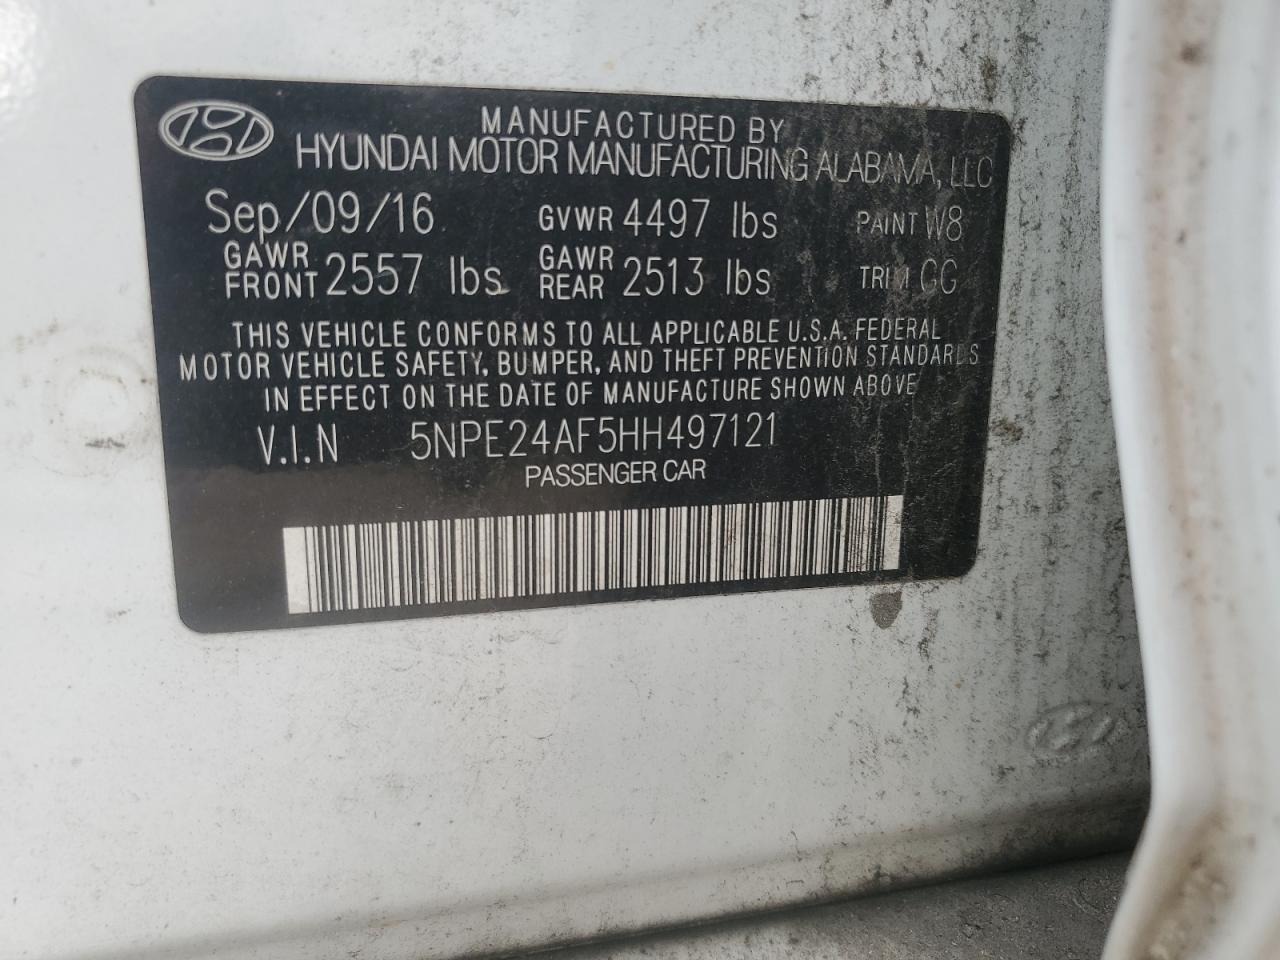 MANUFACTURED BY
HYUNDAI MOTOR MANUFACTURING ALABAMA, LLC
Sep/09/16 GVWR 4497 lbs PAINT W8
GAWR FRONT 2557 lbs GAWR REAR 2513 lbs TRIM GG
THIS VEHICLE CONFORMS TO ALL APPLICABLE U.S.A. FEDERAL
MOTOR VEHICLE SAFETY, BUMPER, AND THEFT PREVENTION STANDARDS
IN EFFECT ON THE DATE OF MANUFACTURE SHOWN ABOVE
V.I.N 5NPE24AF5HH497121
PASSENGER CAR